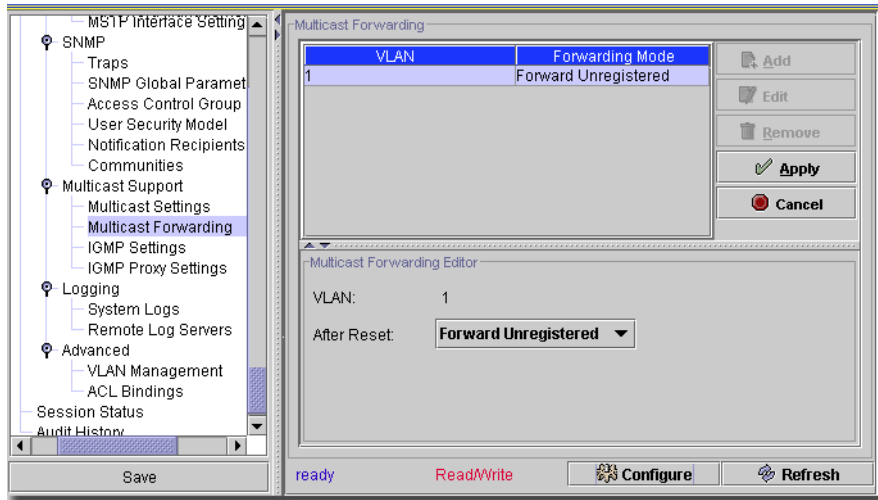 MSTP Interface Setting
SNMP
Traps
SNMP Global Paramet
Access Control Group
User Security Model
Notification Recipients
Communities
Multicast Support
Multicast Settings
Multicast Forwarding
IGMP Settings
IGMP Proxy Settings
Logging
System Logs
Remote Log Servers
Advanced
VLAN Management
ACL Bindings
Session Status
Audit History
Save
Multicast Forwarding
VLAN Forwarding Mode
1 Forward Unregistered
Add
Edit
Remove
Apply
Cancel
Multicast Forwarding Editor
VLAN: 1
After Reset: Forward Unregistered
ready Read/Write Configure Refresh